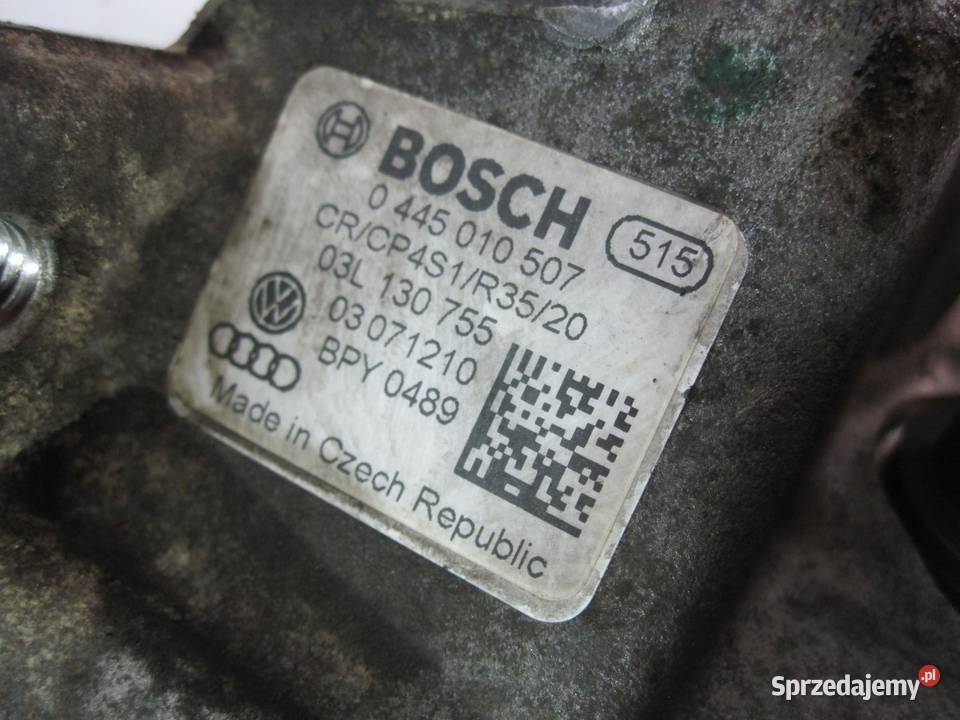 BOSCH
0 445 010 507
515
CR/CP4S1/R35/20
03L 130 755
03 071210
BPY 0489
Made in Czech Republic
Sprzedajemy.pl